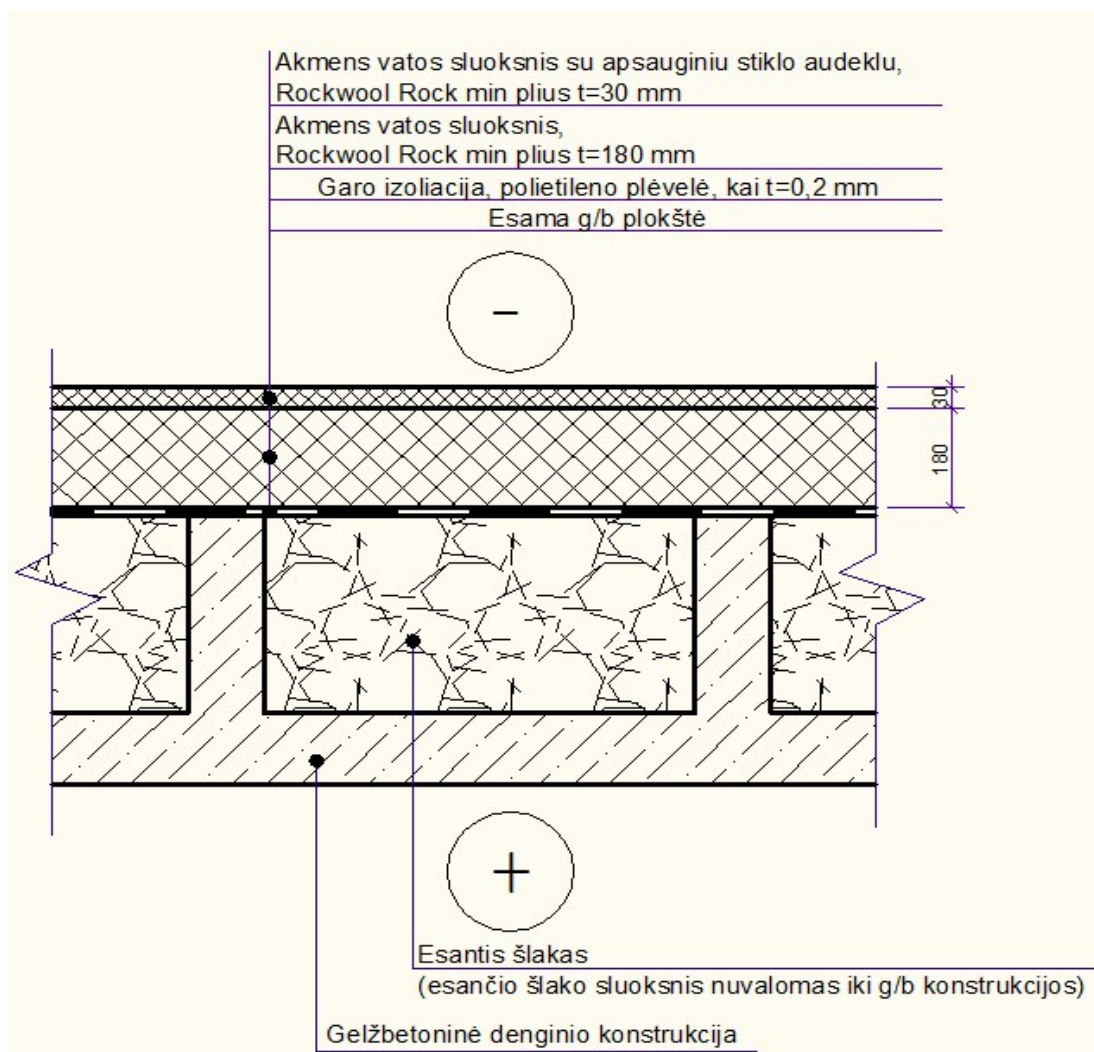 Akmens vatos sluoksnis su apsauginiu stiklo audeklu,
Rockwool Rock min plius t=30 mm
Akmens vatos sluoksnis,
Rockwool Rock min plius t=180 mm
Garo izoliacija, polietileno plėvelė, kai t=0,2 mm
Esama g/b plokštė
-
30
180
+
Esantis šlakas
(esančio šlako sluoksnis nuvalomas iki g/b konstrukcijos)
Gelžbetoninė denginio konstrukcija